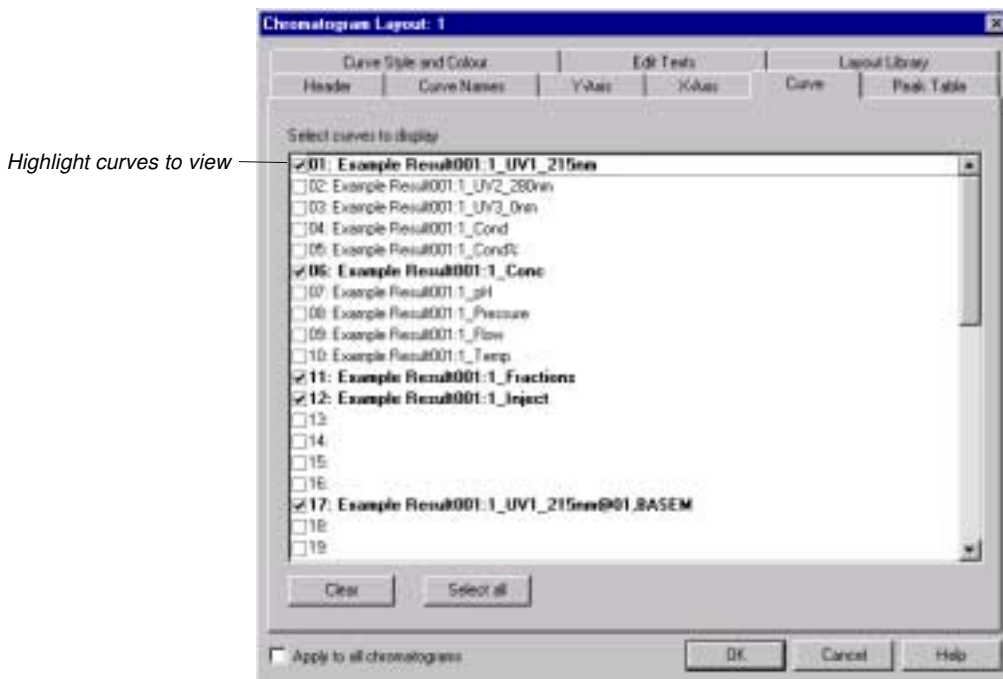 Chromatogram Layout: 1
Curve Style and Colour Edit Texts Layout Library
Header Curve Names Y-Axis X-Axis Curve Peak Table
Select curves to display
Highlight curves to view
01: Example Result001:1_UV1_215nm
02: Example Result001:1_UV2_280nm
03: Example Result001:1_UV3_0nm
04: Example Result001:1_Cond
05: Example Result001:1_Cond%
06: Example Result001:1_Conc
07: Example Result001:1_pH
08: Example Result001:1_Pressure
09: Example Result001:1_Flow
10: Example Result001:1_Temp
11: Example Result001:1_Fractions
12: Example Result001:1_Inject
13:
14:
15:
16:
17: Example Result001:1_UV1_215nm@01,BASEM
18:
19:
Clear Select all
Apply to all chromatograms OK Cancel Help